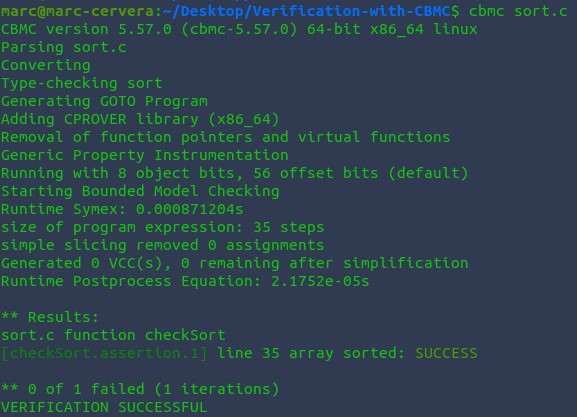 marc@marc-cervera:~/Desktop/Verification-with-CBMC$ cbmc sort.c
CBMC version 5.57.0 (cbmc-5.57.0) 64-bit x86_64 linux
Parsing sort.c
Converting
Type-checking sort
Generating GOTO Program
Adding CPROVER library (x86_64)
Removal of function pointers and virtual functions
Generic Property Instrumentation
Running with 8 object bits, 56 offset bits (default)
Starting Bounded Model Checking
Runtime Symex: 0.000871204s
size of program expression: 35 steps
simple slicing removed 0 assignments
Generated 0 VCC(s), 0 remaining after simplification
Runtime Postprocess Equation: 2.1752e-05s
** Results:
sort.c function checkSort
[checkSort.assertion.1] line 35 array sorted: SUCCESS
** 0 of 1 failed (1 iterations)
VERIFICATION SUCCESSFUL